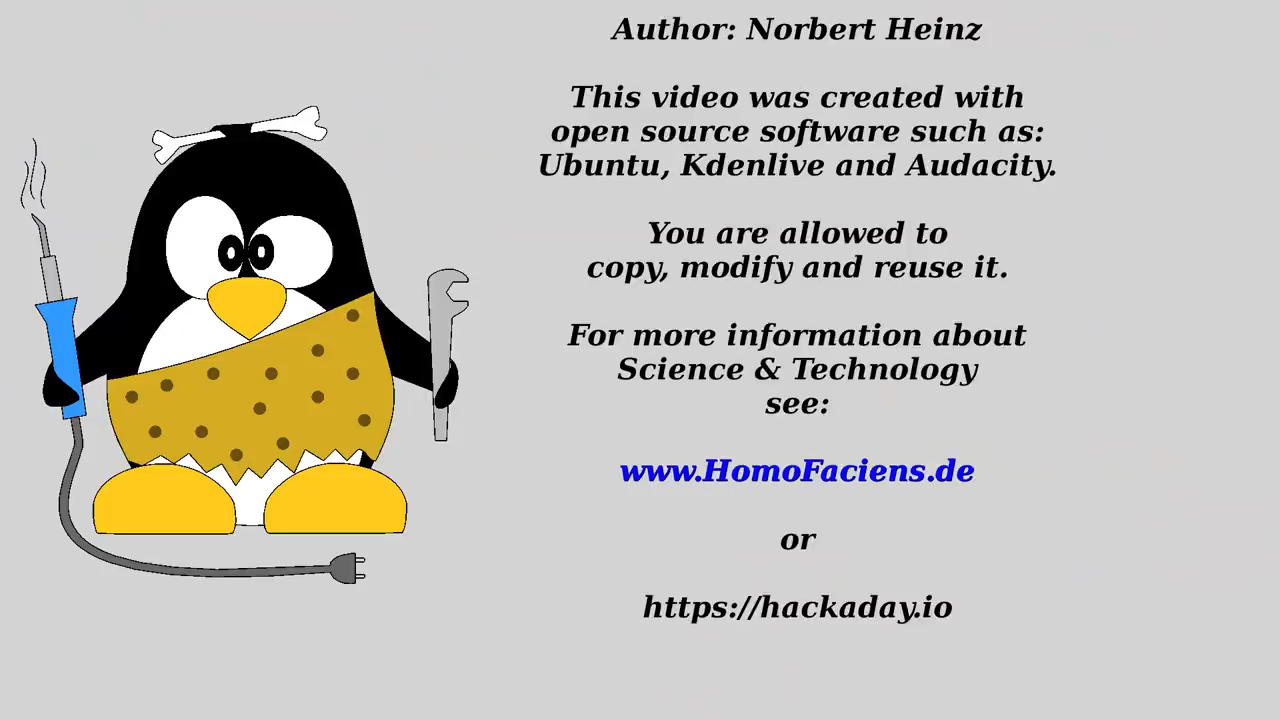 Author: Norbert Heinz
This video was created with
open source software such as:
Ubuntu, Kdenlive and Audacity.
You are allowed to
copy, modify and reuse it.
For more information about
Science & Technology
see:
www.HomoFaciens.de
or
https://hackaday.io